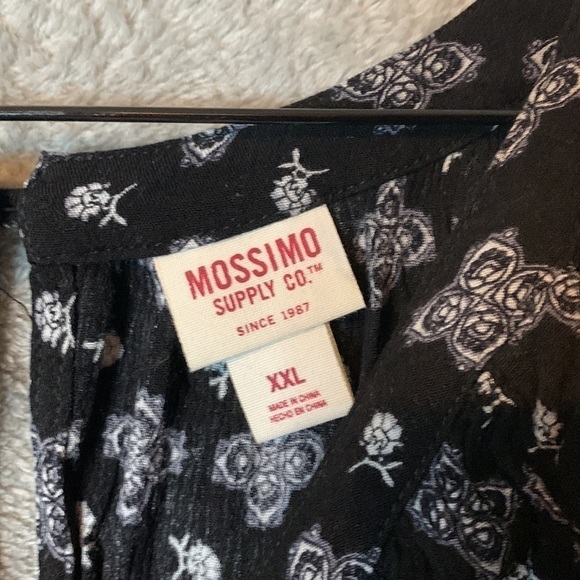 MOSSIMO
SUPPLY CO.™
SINCE 1987
XXL
MADE IN CHINA
HECHO EN CHINA